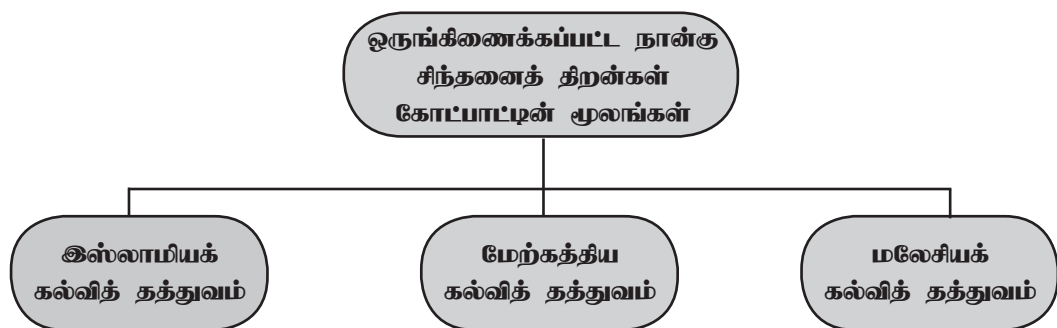 ஒருங்கிணைக்கப்பட்ட நான்கு
சிந்தனைத் திறன்கள்
கோட்பாட்டின் மூலங்கள்
இஸ்லாமியக்
கல்வித் தத்துவம்
மேற்கத்திய
கல்வித் தத்துவம்
மலேசியக்
கல்வித் தத்துவம்